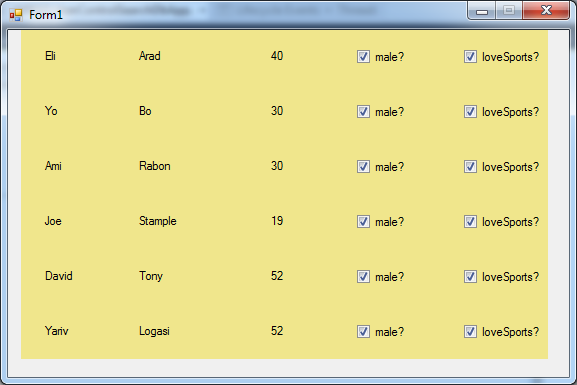 Form1
Eli Arad 40 male? loveSports?
Yo Bo 30 male? loveSports?
Ami Rabon 30 male? loveSports?
Joe Stample 19 male? loveSports?
David Tony 52 male? loveSports?
Yariv Logasi 52 male? loveSports?